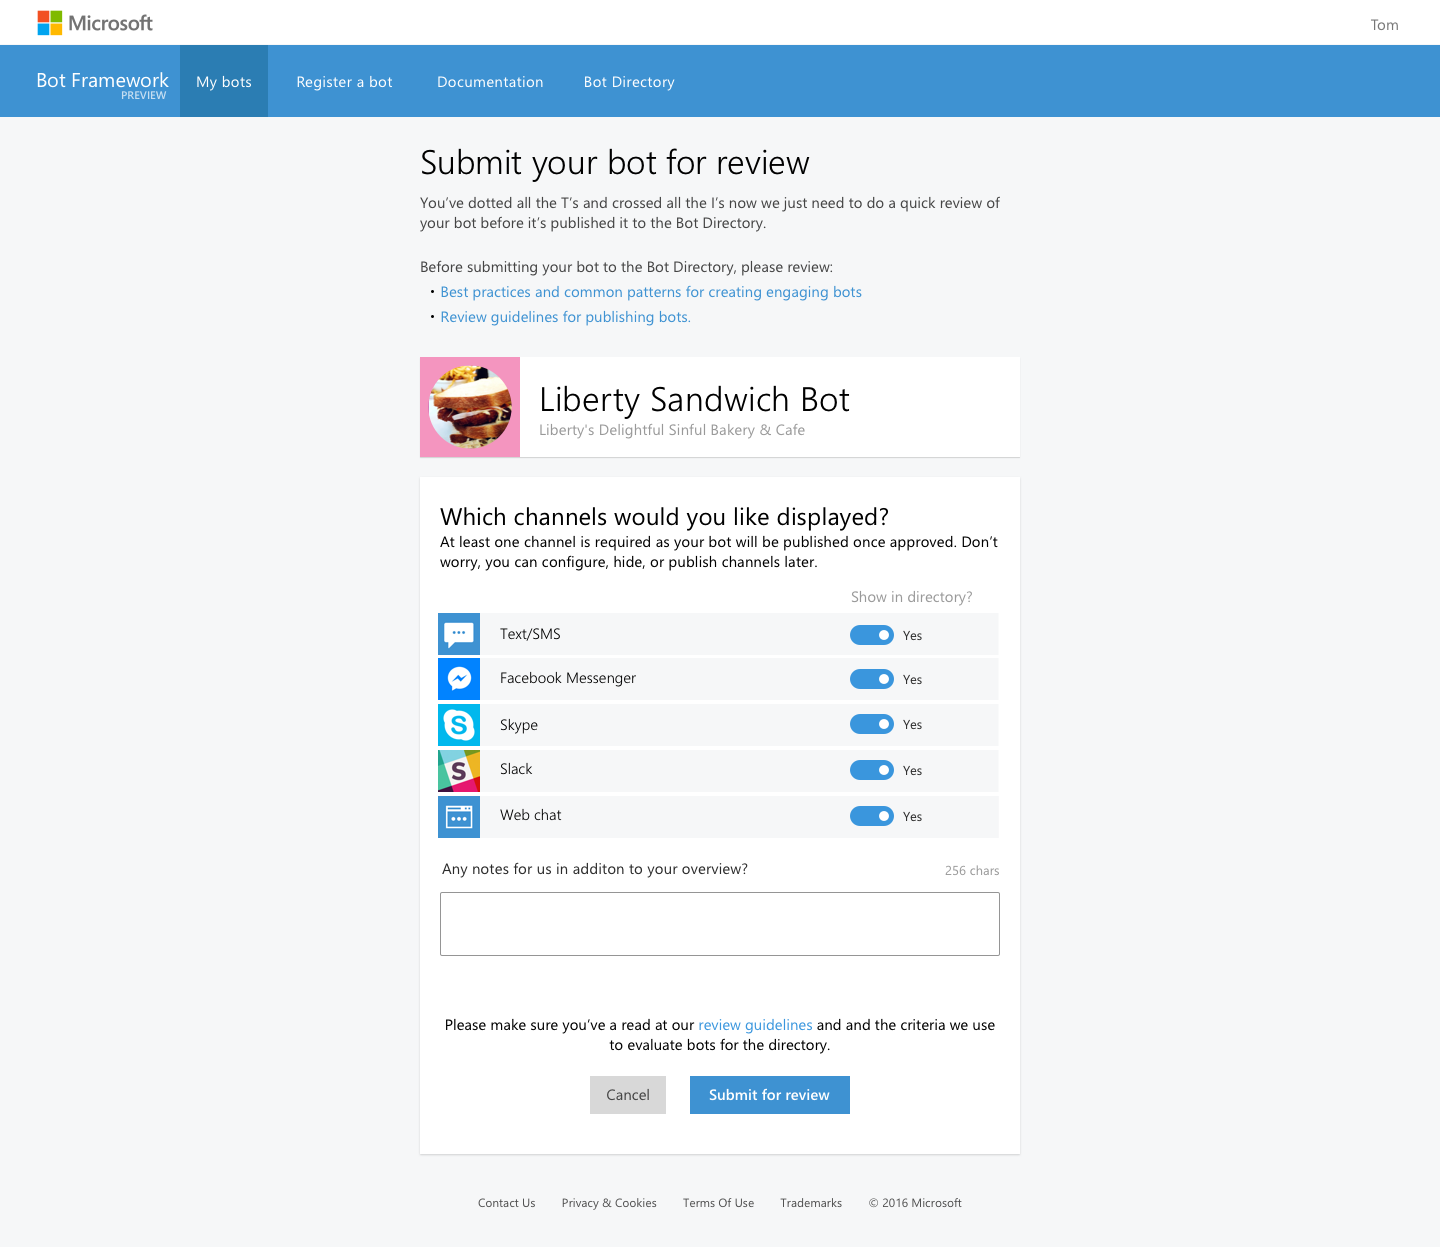 Microsoft
Tom
Bot Framework
PREVIEW
My bots
Register a bot
Documentation
Bot Directory
Submit your bot for review
You’ve dotted all the T’s and crossed all the I’s now we just need to do a quick review of
your bot before it’s published it to the Bot Directory.
Before submitting your bot to the Bot Directory, please review:
• Best practices and common patterns for creating engaging bots
• Review guidelines for publishing bots.
Liberty Sandwich Bot
Liberty's Delightful Sinful Bakery & Cafe
Which channels would you like displayed?
At least one channel is required as your bot will be published once approved. Don’t
worry, you can configure, hide, or publish channels later.
Show in directory?
Text/SMS
Yes
Facebook Messenger
Yes
Skype
Yes
Slack
Yes
Web chat
Yes
Any notes for us in additon to your overview?
256 chars
Please make sure you’ve a read at our review guidelines and and the criteria we use
to evaluate bots for the directory.
Cancel
Submit for review
Contact Us
Privacy & Cookies
Terms Of Use
Trademarks
© 2016 Microsoft